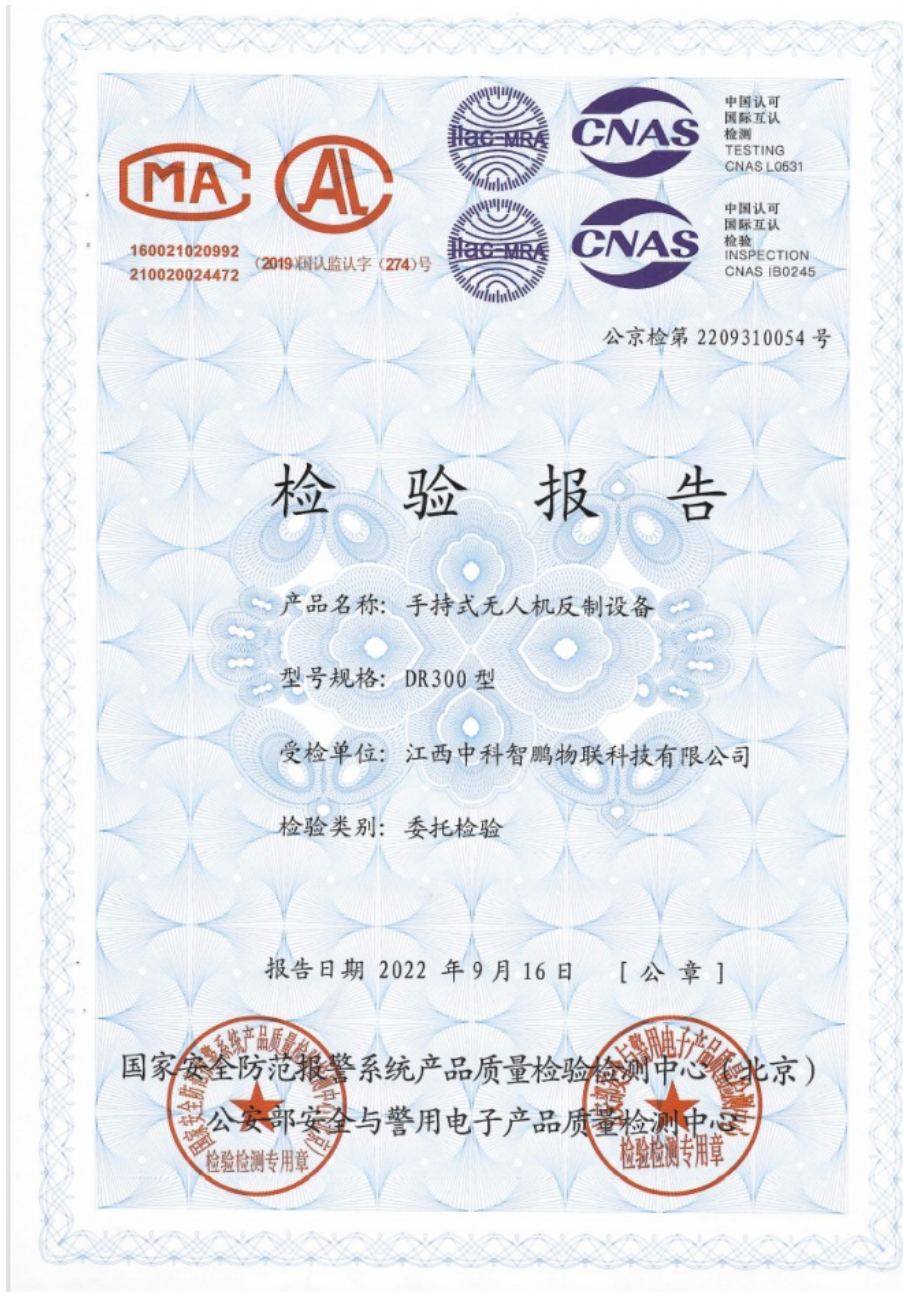 MA
160021020992
210020024472
AL
(2019)国认监认字(274)号
ilac-MRA
CNAS
中国认可
国际互认
检测
TESTING
CNAS L0531
ilac-MRA
CNAS
中国认可
国际互认
检验
INSPECTION
CNAS IB0245
公京检第 2209310054 号
检验报告
产品名称: 手持式无人机反制设备
型号规格: DR300 型
受检单位: 江西中科智鹏物联科技有限公司
检验类别: 委托检验
报告日期 2022 年 9 月 16 日 [ 公 章 ]
国家安全防范报警系统产品质量检验检测中心(北京)
公安部安全与警用电子产品质量检测中心
检验检测专用章
检验检测专用章